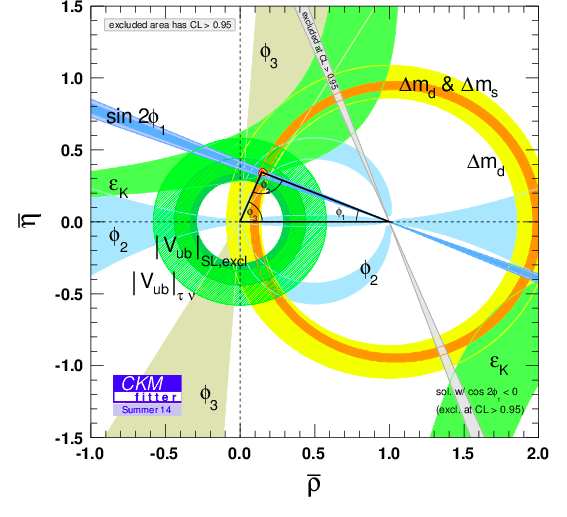 excluded area has CL > 0.95
excluded at CL > 0.95
ϕ3
Δmd & Δms
sin 2ϕ1
Δmd
εK
ϕ2
ϕ2
ϕ3
ϕ1
|Vub|SL,excl
|Vub|τ ν
ϕ2
εK
ϕ3
sol. w/ cos 2ϕ1 < 0
(excl. at CL > 0.95)
CKM
fitter
Summer 14
1.5
1.0
0.5
0.0
-0.5
-1.0
-1.5
η̄
-1.0 -0.5 0.0 0.5 1.0 1.5 2.0
ρ̄